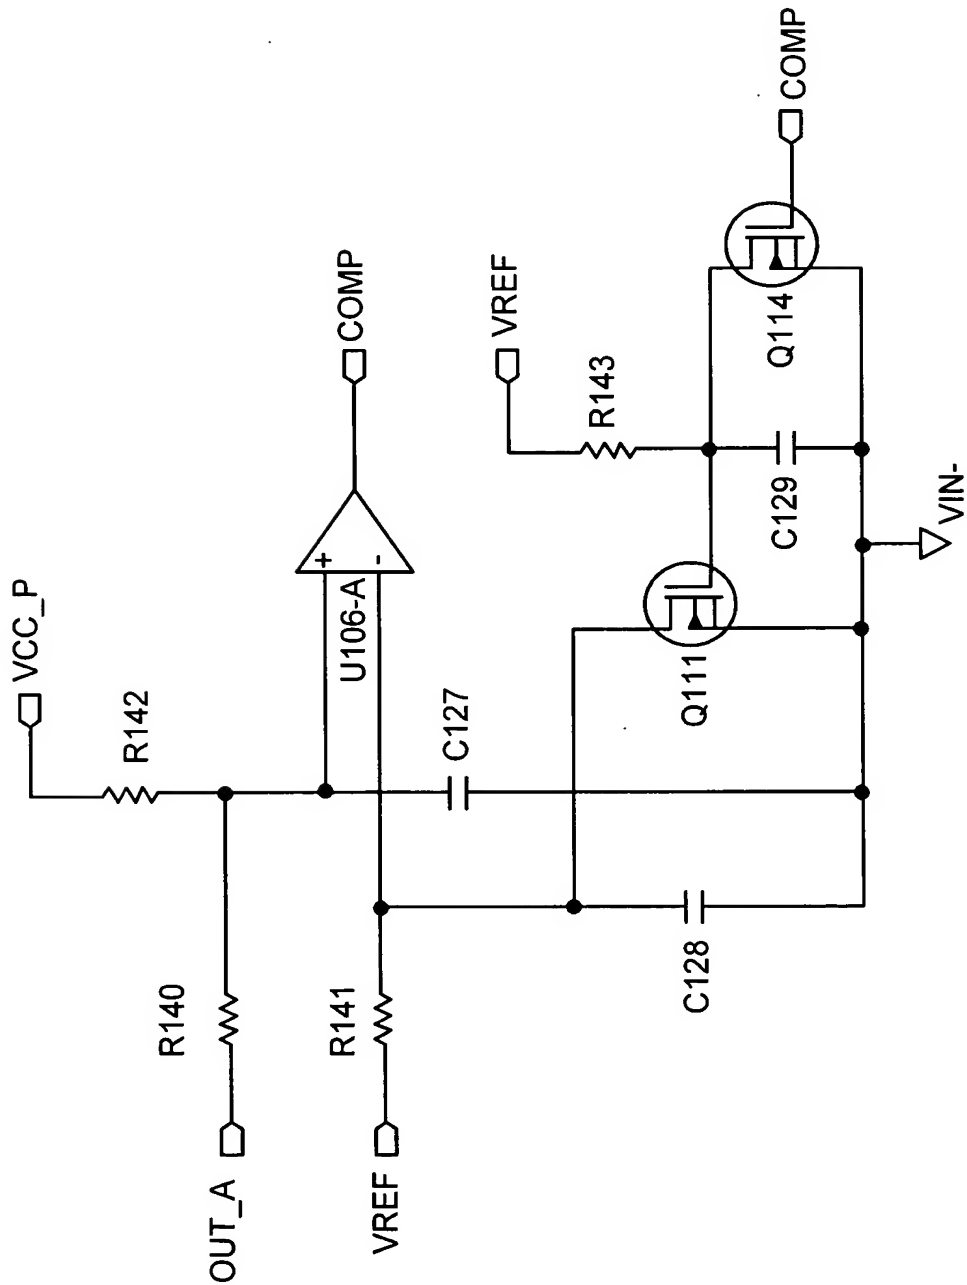 VCC_P
R142
OUT_A
R140
VREF
R141
+
-
U106-A
COMP
C127
C128
VREF
R143
Q111
C129
Q114
COMP
VIN-